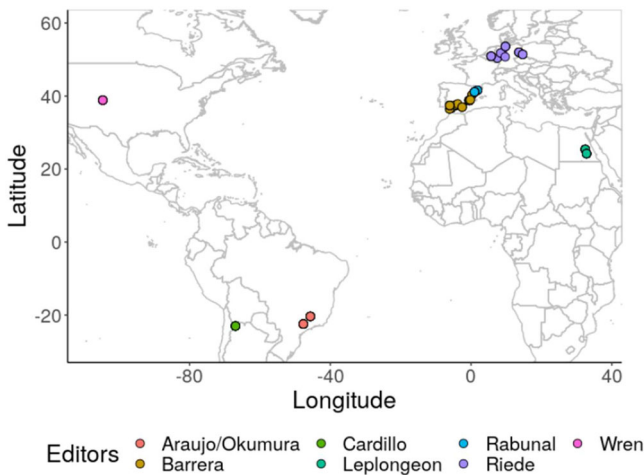 60
40
20
0
-20
Latitude
-80
-40
0
40
Longitude
Editors
Araujo/Okumura
Cardillo
Rabunal
Wren
Barrera
Leplongeon
Riede